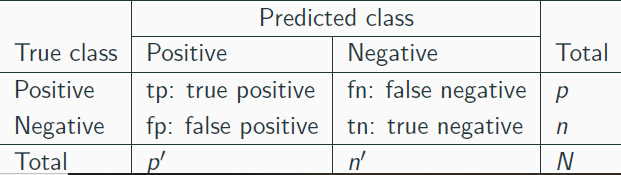 Predicted class
True class Positive Negative Total
Positive tp: true positive fn: false negative p
Negative fp: false positive tn: true negative n
Total p′ n′ N